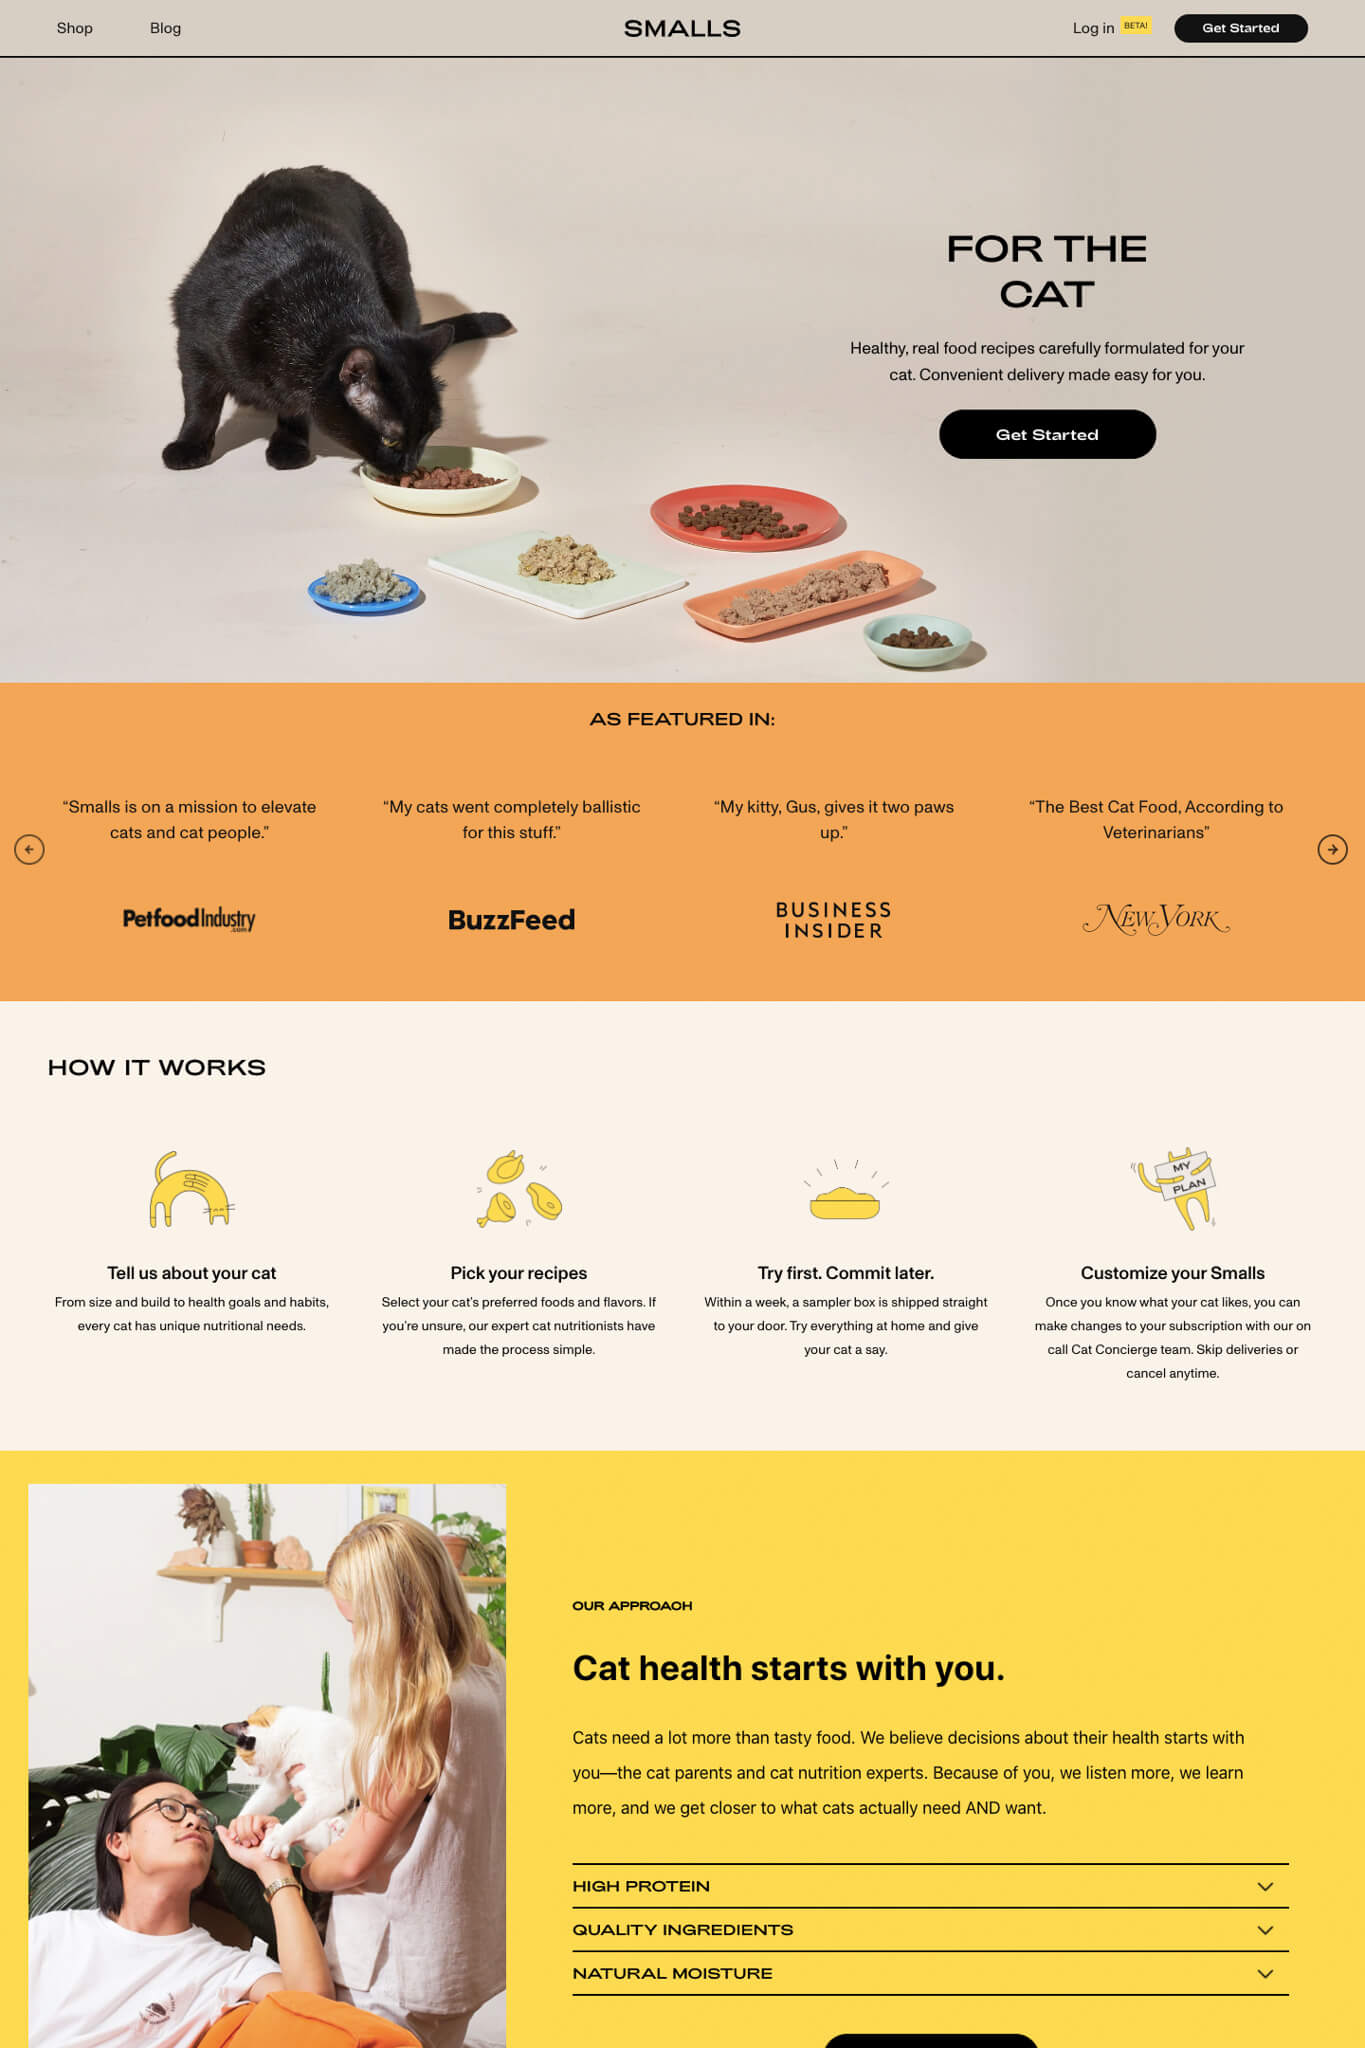 Shop
Blog
SMALLS
Log in
BETA!
Get Started
FOR THE
CAT
Healthy, real food recipes carefully formulated for your
cat. Convenient delivery made easy for you.
Get Started
AS FEATURED IN:
“Smalls is on a mission to elevate
cats and cat people.”
PetfoodIndustry
.com
“My cats went completely ballistic
for this stuff.”
BuzzFeed
“My kitty, Gus, gives it two paws
up.”
BUSINESS
INSIDER
“The Best Cat Food, According to
Veterinarians”
NEW YORK
HOW IT WORKS
Tell us about your cat
From size and build to health goals and habits,
every cat has unique nutritional needs.
Pick your recipes
Select your cat's preferred foods and flavors. If
you're unsure, our expert cat nutritionists have
made the process simple.
Try first. Commit later.
Within a week, a sampler box is shipped straight
to your door. Try everything at home and give
your cat a say.
MY
PLAN
Customize your Smalls
Once you know what your cat likes, you can
make changes to your subscription with our on
call Cat Concierge team. Skip deliveries or
cancel anytime.
OUR APPROACH
Cat health starts with you.
Cats need a lot more than tasty food. We believe decisions about their health starts with
you—the cat parents and cat nutrition experts. Because of you, we listen more, we learn
more, and we get closer to what cats actually need AND want.
HIGH PROTEIN
QUALITY INGREDIENTS
NATURAL MOISTURE